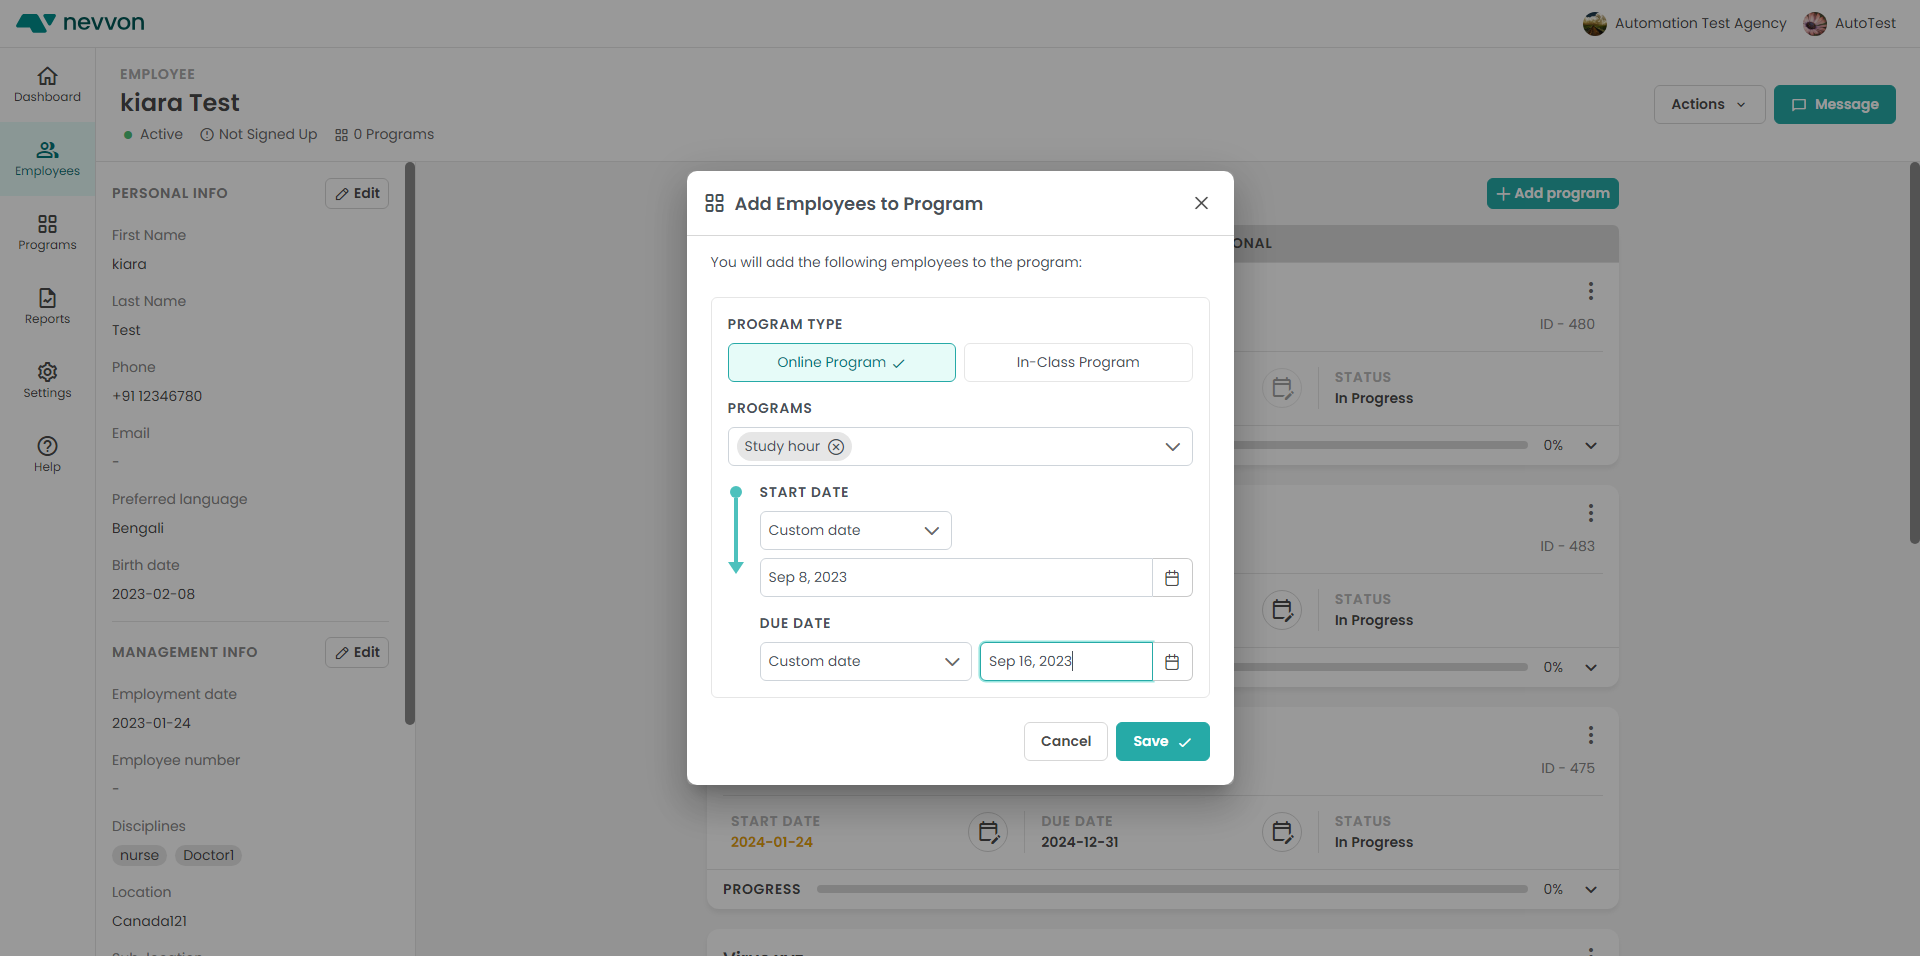 nevvon
Automation Test Agency
AutoTest
Dashboard
Employees
Programs
Reports
Settings
Help
EMPLOYEE
kiara Test
Active
Not Signed Up
0 Programs
Actions
Message
PERSONAL INFO
Edit
First Name
kiara
Last Name
Test
Phone
+91 12346780
Email
-
Preferred language
Bengali
Birth date
2023-02-08
MANAGEMENT INFO
Edit
Employment date
2023-01-24
Employee number
-
Disciplines
nurse
Doctor1
Location
Canada121
Add Employees to Program
You will add the following employees to the program:
PROGRAM TYPE
Online Program
In-Class Program
PROGRAMS
Study hour
START DATE
Custom date
Sep 8, 2023
DUE DATE
Custom date
Sep 16, 2023
Cancel
Save
+ Add program
ONAL
ID - 480
STATUS
In Progress
0%
ID - 483
STATUS
In Progress
0%
ID - 475
START DATE
2024-01-24
DUE DATE
2024-12-31
STATUS
In Progress
PROGRESS
0%